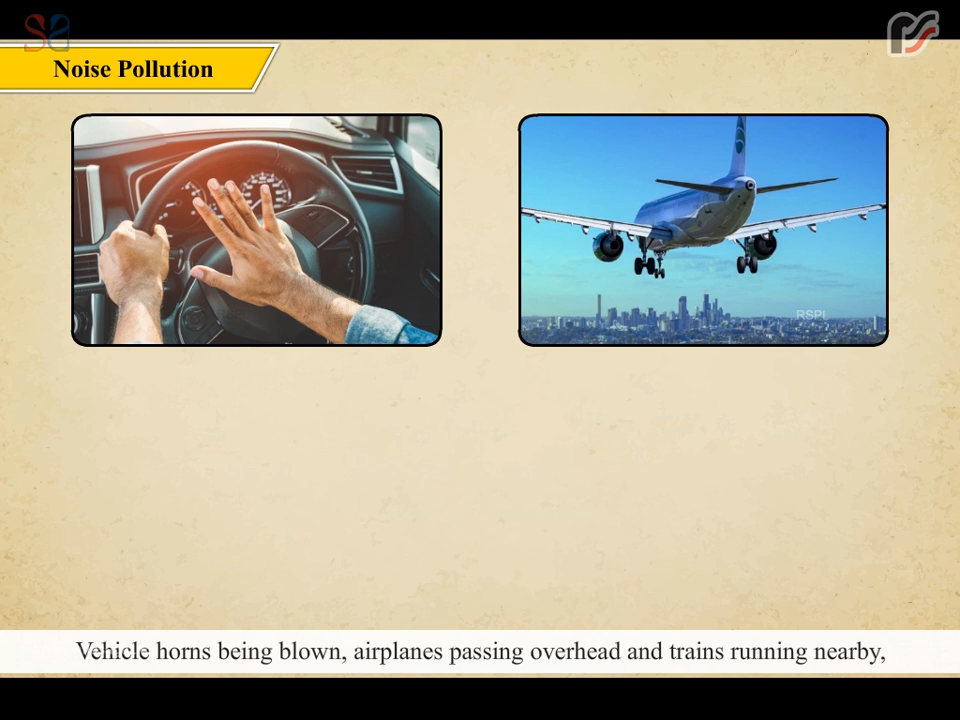 Noise Pollution
RSPL
Vehicle horns being blown, airplanes passing overhead and trains running nearby,